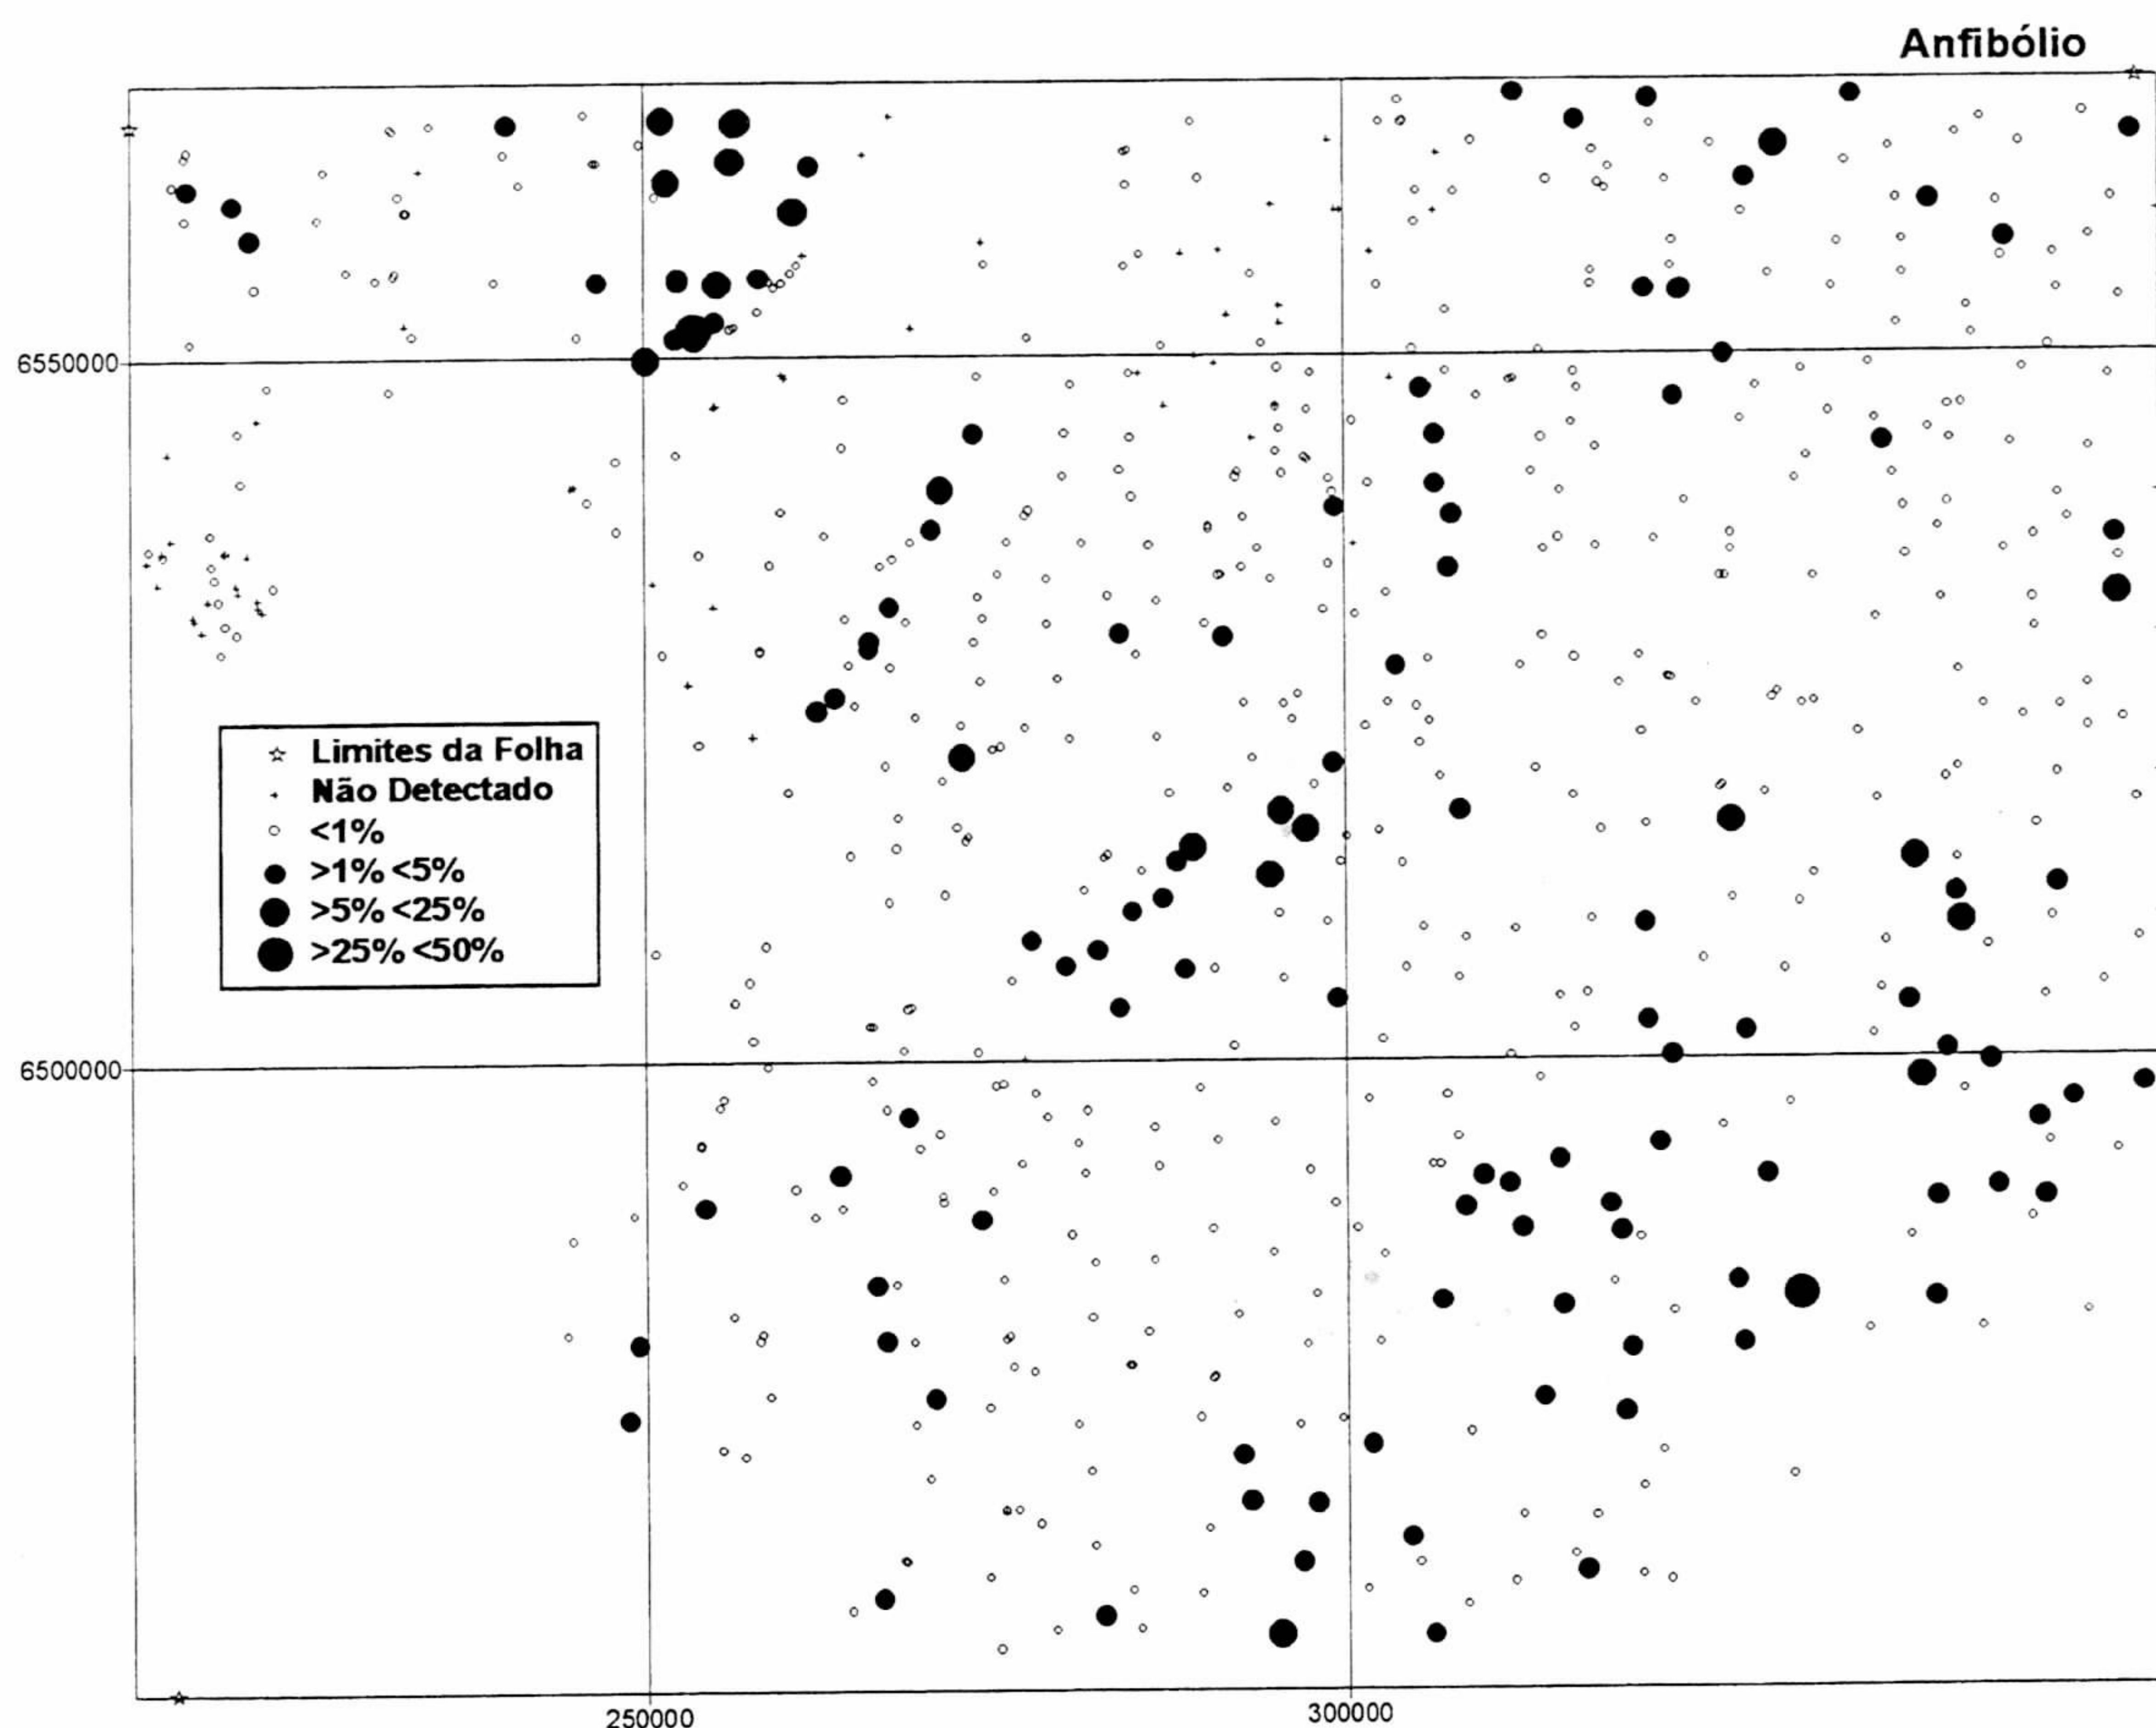 Anfibólio
6550000
Limites da Folha
Não Detectado
<1%
>1% <5%
>5% <25%
>25% <50%
6500000
250000
300000